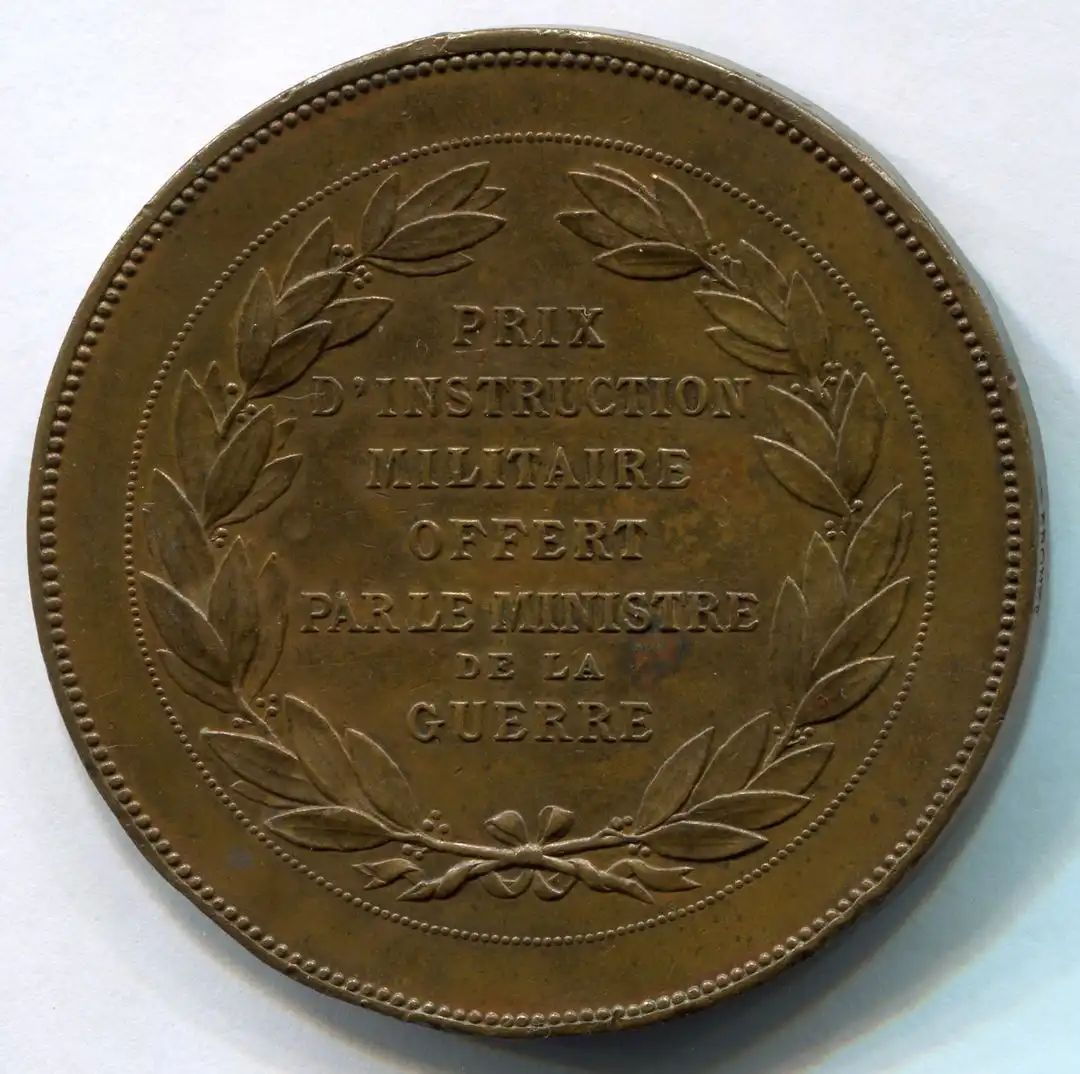 PRIX
D'INSTRUCTION
MILITAIRE
OFFERT
PAR LE MINISTRE
DE LA
GUERRE